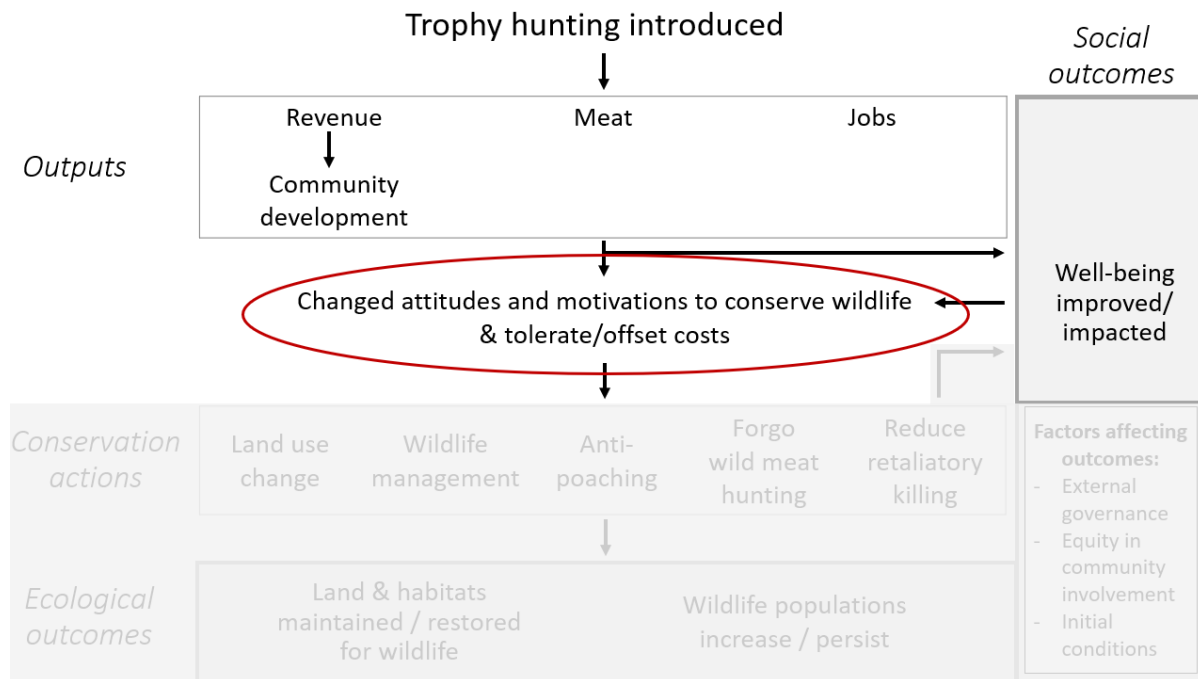 Trophy hunting introduced
Social
outcomes
Outputs
Revenue
Meat
Jobs
Community
development
Changed attitudes and motivations to conserve wildlife
& tolerate/offset costs
Well-being
improved/
impacted
Conservation
actions
Land use
change
Wildlife
management
Anti-
poaching
Forgo
wild meat
hunting
Reduce
retaliatory
killing
Factors affecting
outcomes:
- External
governance
- Equity in
community
involvement
- Initial
conditions
Ecological
outcomes
Land & habitats
maintained / restored
for wildlife
Wildlife populations
increase / persist